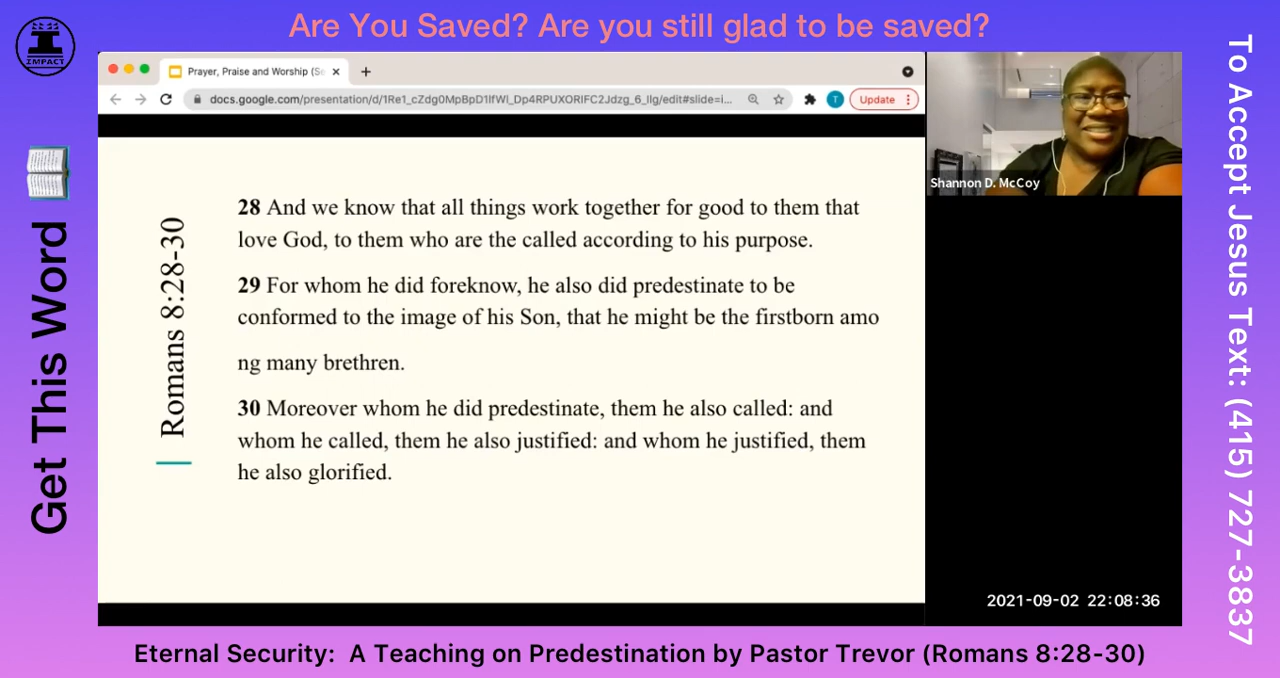 Are You Saved? Are you still glad to be saved?
IMPACT
Get This Word
Prayer, Praise and Worship (Se
docs.google.com/presentation/d/1Re1_cZdg0MpBpD1IfWl_Dp4RPUXORIFC2Jdzg_6_Ilg/edit#slide=i...
T
Update
Romans 8:28-30
28 And we know that all things work together for good to them that
love God, to them who are the called according to his purpose.
29 For whom he did foreknow, he also did predestinate to be
conformed to the image of his Son, that he might be the firstborn amo
ng many brethren.
30 Moreover whom he did predestinate, them he also called: and
whom he called, them he also justified: and whom he justified, them
he also glorified.
Shannon D. McCoy
2021-09-02 22:08:36
To Accept Jesus Text: (415) 727-3837
Eternal Security: A Teaching on Predestination by Pastor Trevor (Romans 8:28-30)